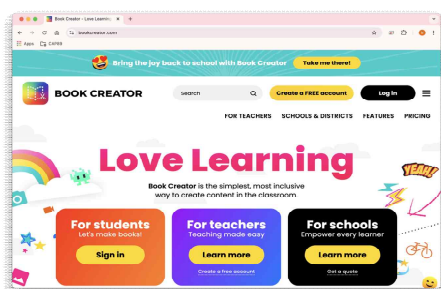 Book Creator - Love Learning
bookcreator.com
Apps
Bring the joy back to school with Book Creator
Take me there!
BOOK CREATOR
Search
Create a FREE account
Log in
FOR TEACHERS SCHOOLS & DISTRICTS FEATURES PRICING
Love Learning
Book Creator is the simplest, most inclusive
way to create content in the classroom
YEAH!
For students
Let's make books!
Sign in
For teachers
Teaching made easy
Learn more
Create a free account
For schools
Empower every learner
Learn more
Get a quote